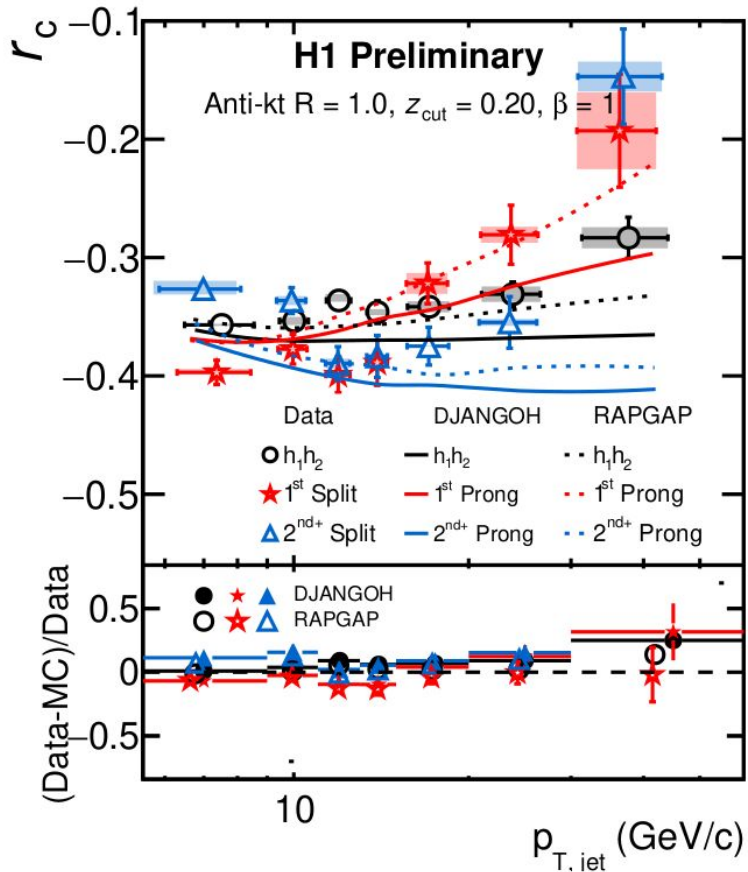 r_c
−0.1
H1 Preliminary
Anti-kt R = 1.0, z_cut = 0.20, β = 1
−0.2
−0.3
−0.4
Data DJANGOH RAPGAP
h₁h₂ h₁h₂ h₁h₂
1st Split 1st Prong 1st Prong
2nd+ Split 2nd+ Prong 2nd+ Prong
−0.5
(Data-MC)/Data
0.5
DJANGOH
RAPGAP
0
−0.5
10
p_T, jet (GeV/c)